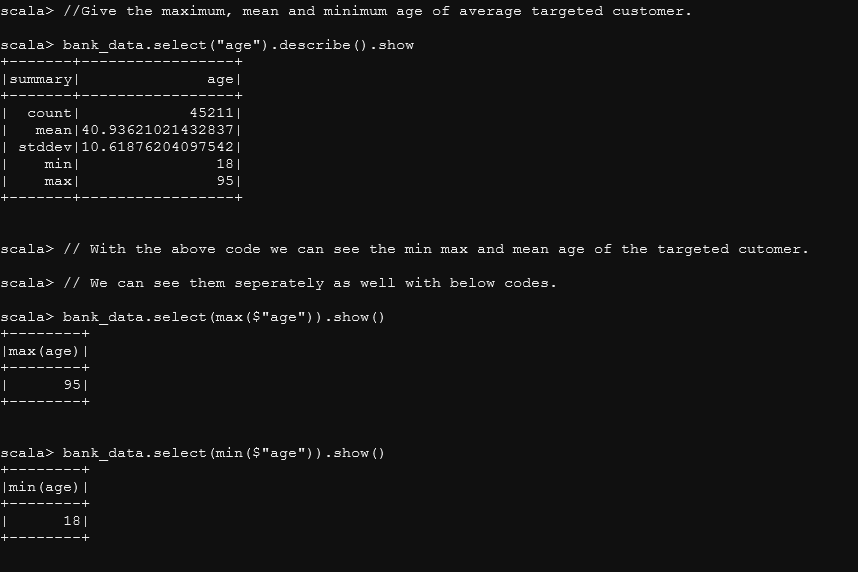 scala> //Give the maximum, mean and minimum age of average targeted customer.
scala> bank_data.select("age").describe().show
+-------+-----------------+
|summary|              age|
+-------+-----------------+
|  count|            45211|
|   mean|40.93621021432837|
| stddev|10.61876204097542|
|    min|               18|
|    max|               95|
+-------+-----------------+
scala> // With the above code we can see the min max and mean age of the targeted cutomer.
scala> // We can see them seperately as well with below codes.
scala> bank_data.select(max($"age")).show()
+--------+
|max(age)|
+--------+
|      95|
+--------+
scala> bank_data.select(min($"age")).show()
+--------+
|min(age)|
+--------+
|      18|
+--------+